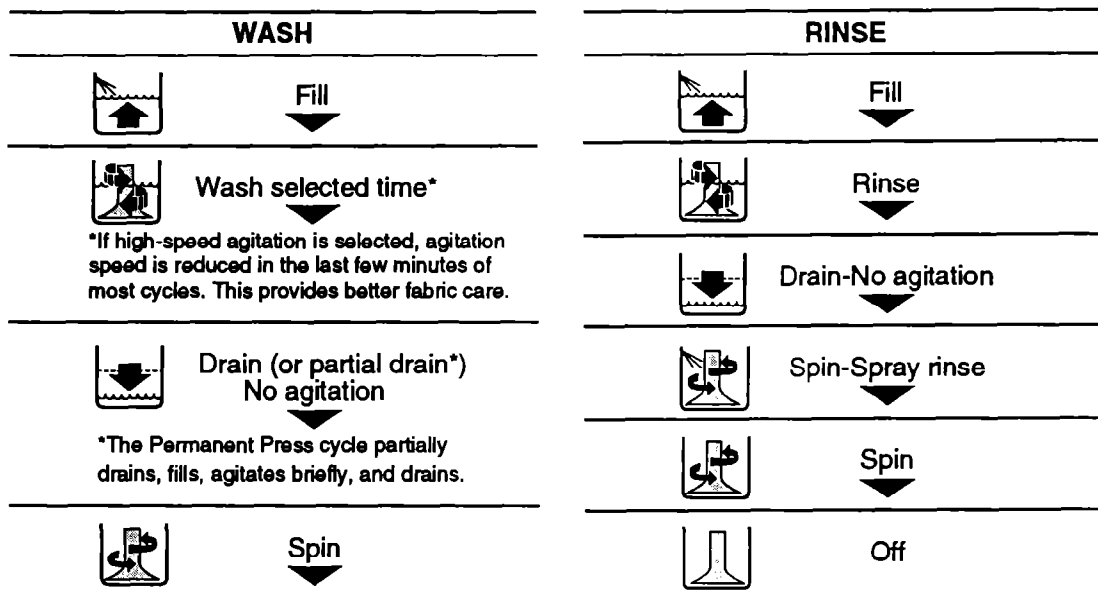 WASH
Fill
Wash selected time*
*If high-speed agitation is selected, agitation
speed is reduced in the last few minutes of
most cycles. This provides better fabric care.
Drain (or partial drain*)
No agitation
*The Permanent Press cycle partially
drains, fills, agitates briefly, and drains.
Spin
RINSE
Fill
Rinse
Drain-No agitation
Spin-Spray rinse
Spin
Off